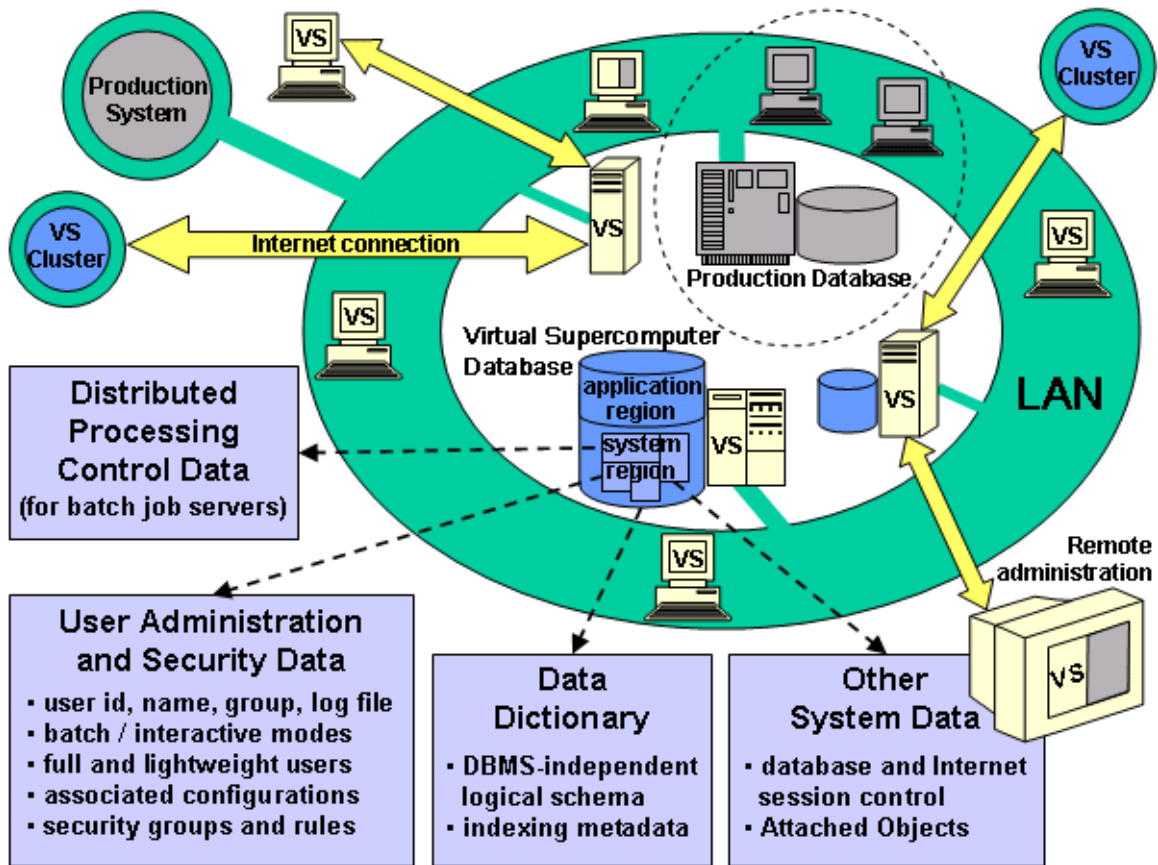 VS
Production
System
VS
Cluster
VS
Cluster
Internet connection
VS
VS
Production Database
VS
Virtual Supercomputer
Database
application
region
system
region
VS
VS
LAN
Distributed
Processing
Control Data
(for batch job servers)
VS
Remote
administration
VS
User Administration
and Security Data
▪ user id, name, group, log file
▪ batch / interactive modes
▪ full and lightweight users
▪ associated configurations
▪ security groups and rules
Data
Dictionary
▪ DBMS-independent
logical schema
▪ indexing metadata
Other
System Data
▪ database and Internet
session control
▪ Attached Objects